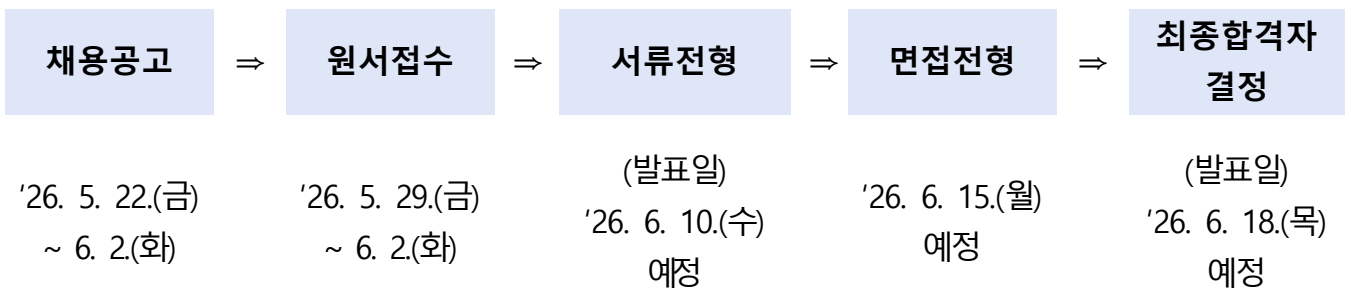 채용공고 ⇒ 원서접수 ⇒ 서류전형 ⇒ 면접전형 ⇒ 최종합격자
결정
'26. 5. 22.(금)
~ 6. 2.(화)
'26. 5. 29.(금)
~ 6. 2.(화)
(발표일)
'26. 6. 10.(수)
예정
'26. 6. 15.(월)
예정
(발표일)
'26. 6. 18.(목)
예정